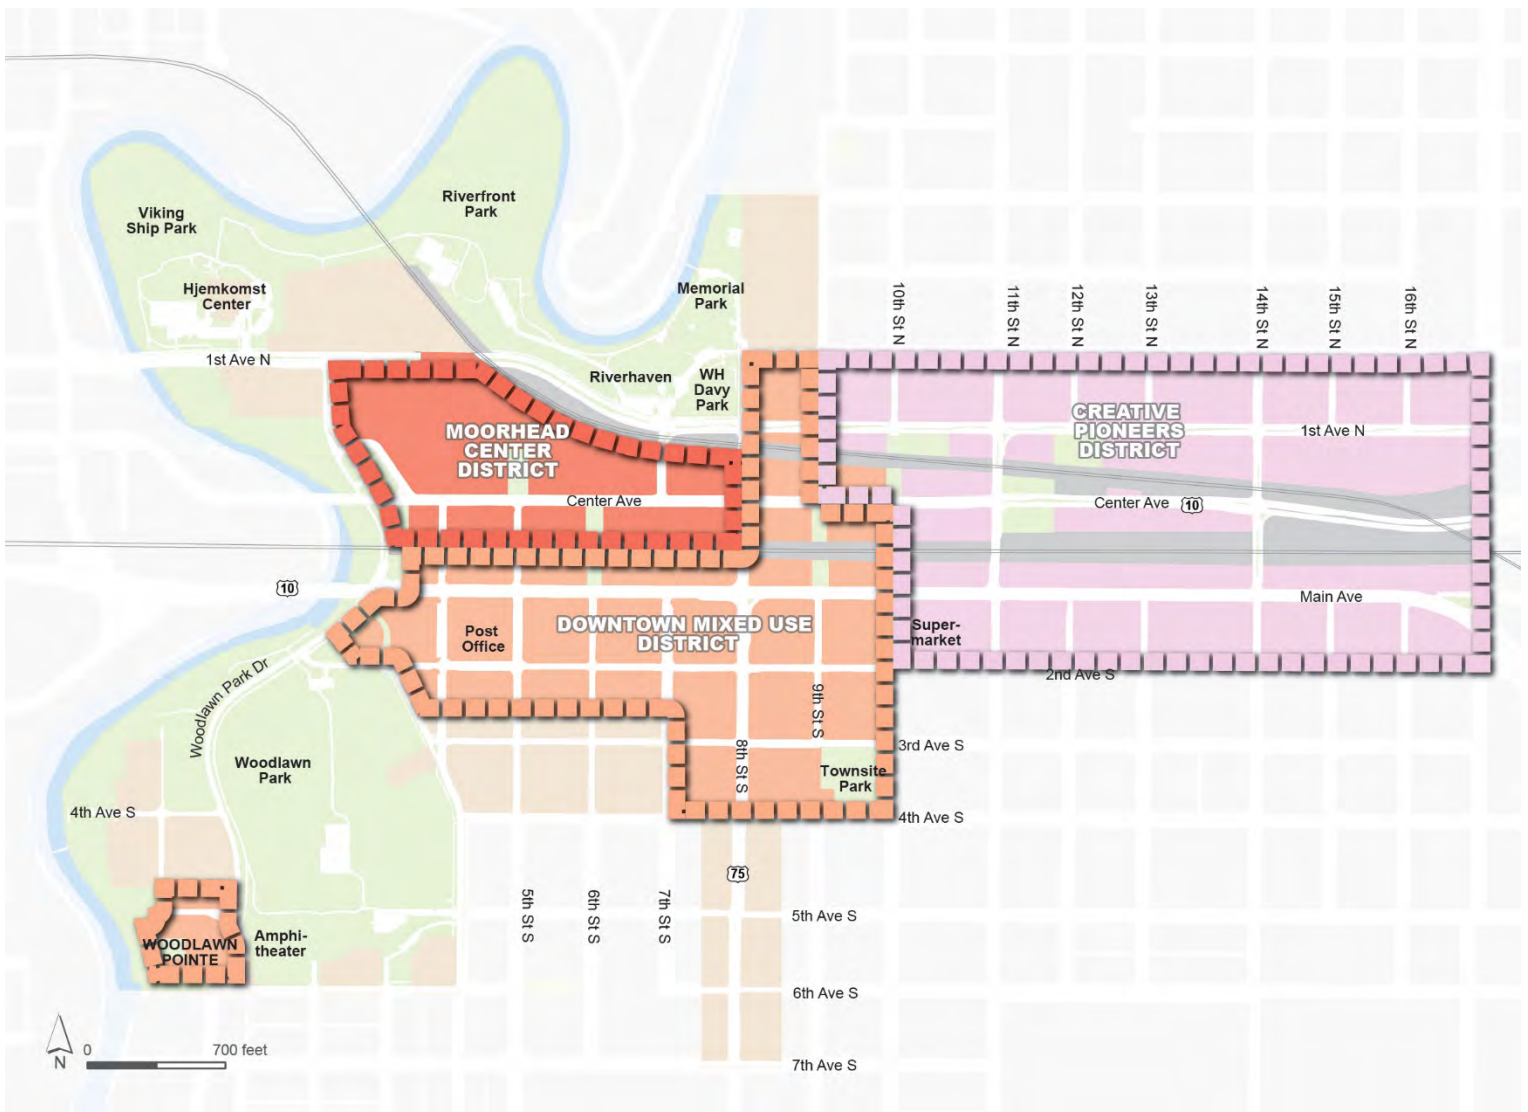 Riverfront
Park
Viking
Ship Park
Hjemkomst
Center
Memorial
Park
10th St N
11th St N
12th St N
13th St N
14th St N
15th St N
16th St N
1st Ave N
Riverhaven
WH
Davy
Park
MOORHEAD
CENTER
DISTRICT
CREATIVE
PIONEERS
DISTRICT
1st Ave N
Center Ave
Center Ave
10
10
Main Ave
Post
Office
DOWNTOWN MIXED USE
DISTRICT
Super-
market
2nd Ave S
Woodlawn Park Dr
9th St S
8th St S
3rd Ave S
Woodlawn
Park
Townsite
Park
4th Ave S
4th Ave S
75
5th St S
6th St S
7th St S
5th Ave S
WOODLAWN
POINTE
Amphi-
theater
6th Ave S
N
0
700 feet
7th Ave S